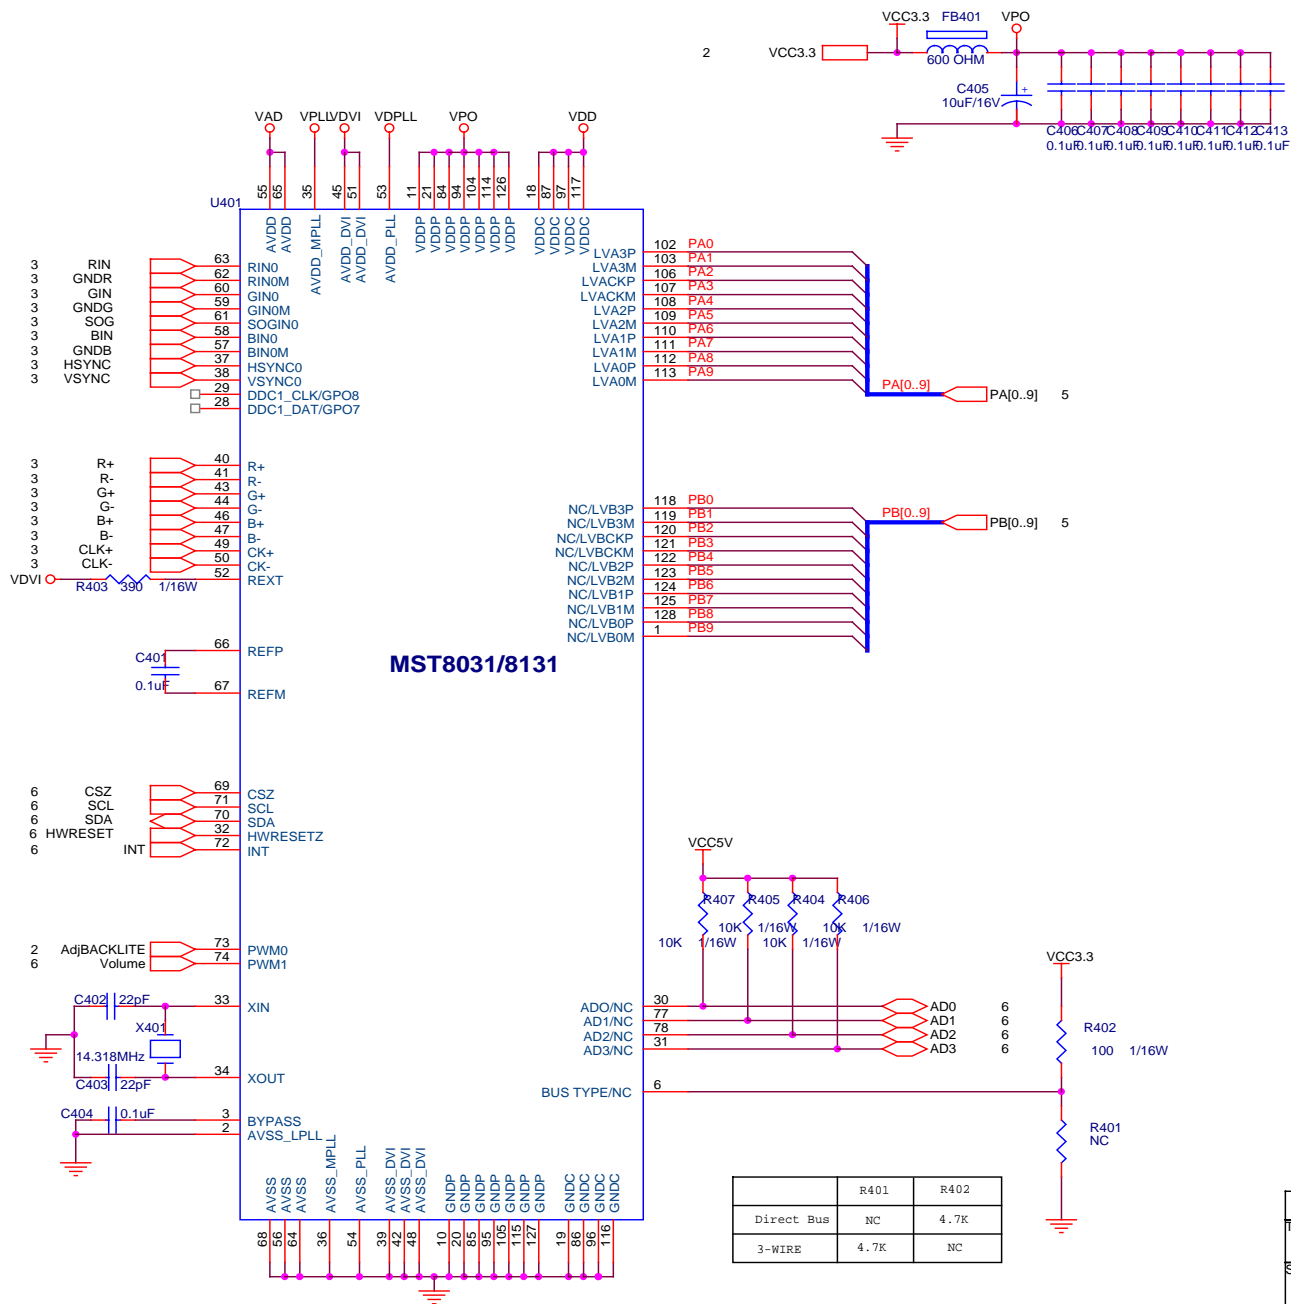 VCC3.3 FB401 VPO
2 VCC3.3
600 OHM
C405
10uF/16V
C406 C407 C408 C409 C410 C411 C412 C413
0.1uF 0.1uF 0.1uF 0.1uF 0.1uF 0.1uF 0.1uF 0.1uF
VAD VPLL VDVI VDPLL VPO VDD
55 65 35 45 51 53 11 21 84 94 104 114 126 18 87 97 117
U401
AVDD AVDD AVDD_MPLL AVDD_DVI AVDD_DVI AVDD_PLL VDDP VDDP VDDP VDDP VDDP VDDP VDDP VDDC VDDC VDDC VDDC
3 RIN 63 RIN0
3 GNDR 62 RIN0M
3 GIN 60 GIN0
3 GNDG 59 GIN0M
3 SOG 61 SOGIN0
3 BIN 58 BIN0
3 GNDB 57 BIN0M
3 HSYNC 37 HSYNC0
3 VSYNC 38 VSYNC0
29 DDC1_CLK/GPO8
28 DDC1_DAT/GPO7
LVA3P 102 PA0
LVA3M 103 PA1
LVACKP 106 PA2
LVACKM 107 PA3
LVA2P 108 PA4
LVA2M 109 PA5
LVA1P 110 PA6
LVA1M 111 PA7
LVA0P 112 PA8
LVA0M 113 PA9
PA[0..9] PA[0..9] 5
3 R+ 40 R+
3 R- 41 R-
3 G+ 43 G+
3 G- 44 G-
3 B+ 46 B+
3 B- 47 B-
3 CLK+ 49 CK+
3 CLK- 50 CK-
VDVI 52 REXT
R403 390 1/16W
NC/LVB3P 118 PB0
NC/LVB3M 119 PB1
NC/LVBCKP 120 PB2
NC/LVBCKM 121 PB3
NC/LVB2P 122 PB4
NC/LVB2M 123 PB5
NC/LVB1P 124 PB6
NC/LVB1M 125 PB7
NC/LVB0P 128 PB8
NC/LVB0M 1 PB9
PB[0..9] PB[0..9] 5
66 REFP
C401
0.1uF
67 REFM
MST8031/8131
6 CSZ 69 CSZ
6 SCL 71 SCL
6 SDA 70 SDA
6 HWRESET 32 HWRESETZ
6 INT 72 INT
VCC5V
R407 R405 R404 R406
10K 1/16W 10K 1/16W
10K 1/16W 10K 1/16W
2 AdjBACKLITE 73 PWM0
6 Volume 74 PWM1
VCC3.3
C402 22pF 33 XIN
X401
14.318MHz
C403 22pF 34 XOUT
ADO/NC 30 AD0 6
AD1/NC 77 AD1 6
AD2/NC 78 AD2 6
AD3/NC 31 AD3 6
R402
100 1/16W
BUS TYPE/NC 6
C404 0.1uF 3 BYPASS
2 AVSS_LPLL
R401
NC
AVSS AVSS AVSS AVSS_MPLL AVSS_PLL AVSS_DVI AVSS_DVI AVSS_DVI GNDP GNDP GNDP GNDP GNDP GNDP GNDP GNDC GNDC GNDC GNDC
68 56 64 36 54 39 42 48 10 20 85 95 105 115 127 19 86 96 116
R401 R402
Direct Bus NC 4.7K
3-WIRE 4.7K NC